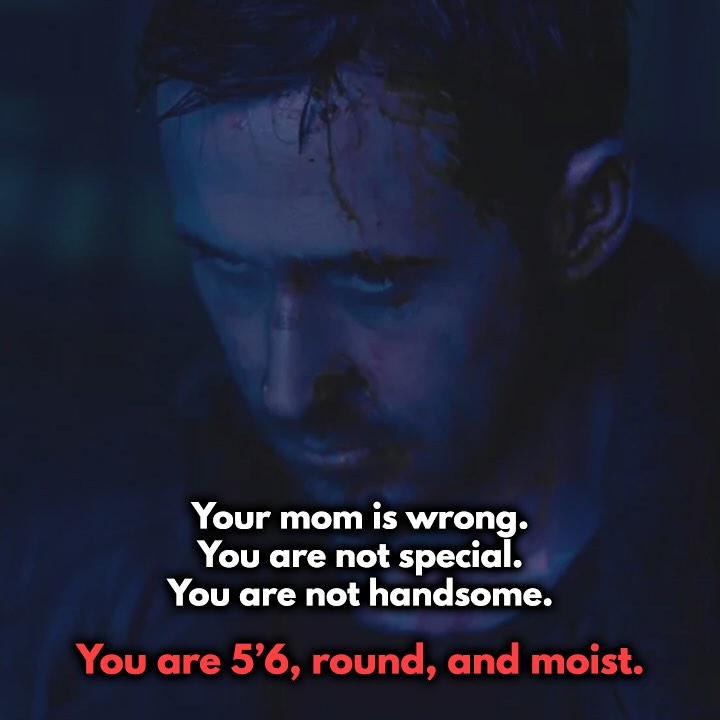 Your mom is wrong.
You are not special.
You are not handsome.
You are 5’6, round, and moist.